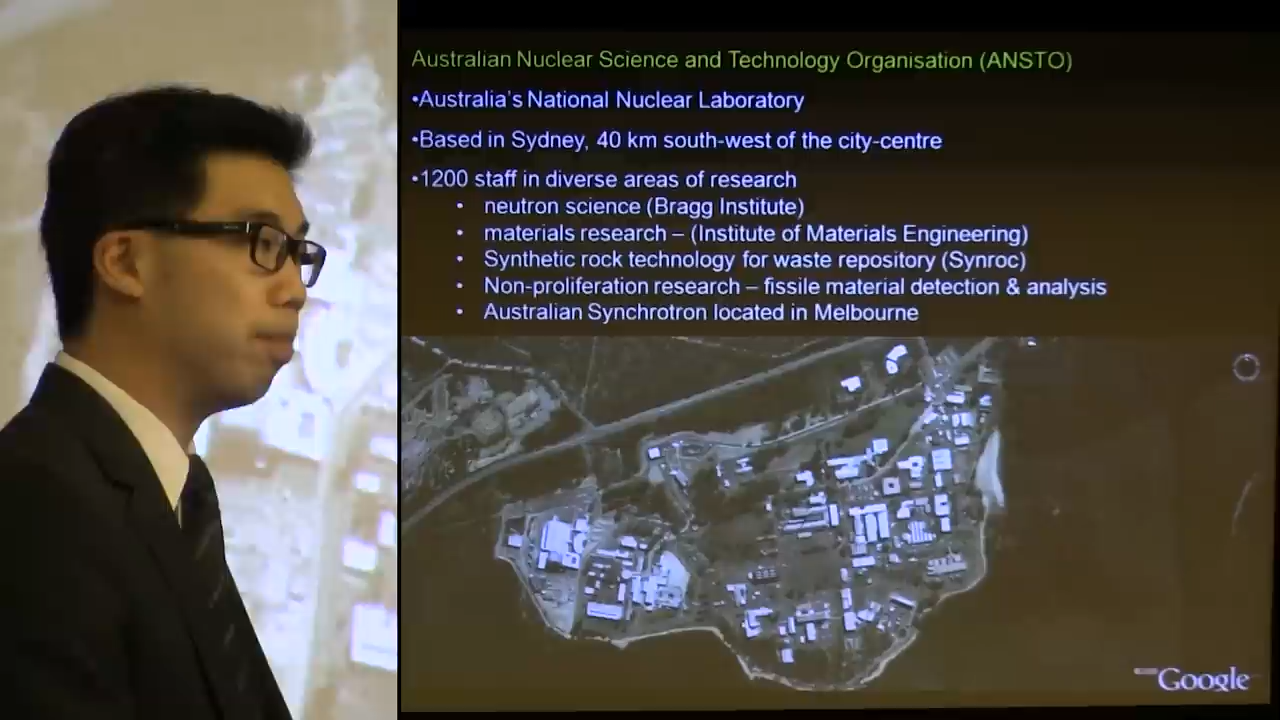 Australian Nuclear Science and Technology Organisation (ANSTO)
•Australia's National Nuclear Laboratory
•Based in Sydney, 40 km south-west of the city-centre
•1200 staff in diverse areas of research
• neutron science (Bragg Institute)
• materials research – (Institute of Materials Engineering)
• Synthetic rock technology for waste repository (Synroc)
• Non-proliferation research – fissile material detection & analysis
• Australian Synchrotron located in Melbourne
Google